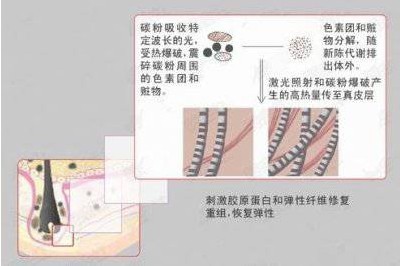 碳粉吸收特
定波长的光,
受热爆破,震
碎碳粉周围
的色素团和
赃物。
色素团和赃
物分解,随
新陈代谢排
出体外。
激光照射和碳粉爆破产
生的高热量传至真皮层
刺激胶原蛋白和弹性纤维修复
重组,恢复弹性